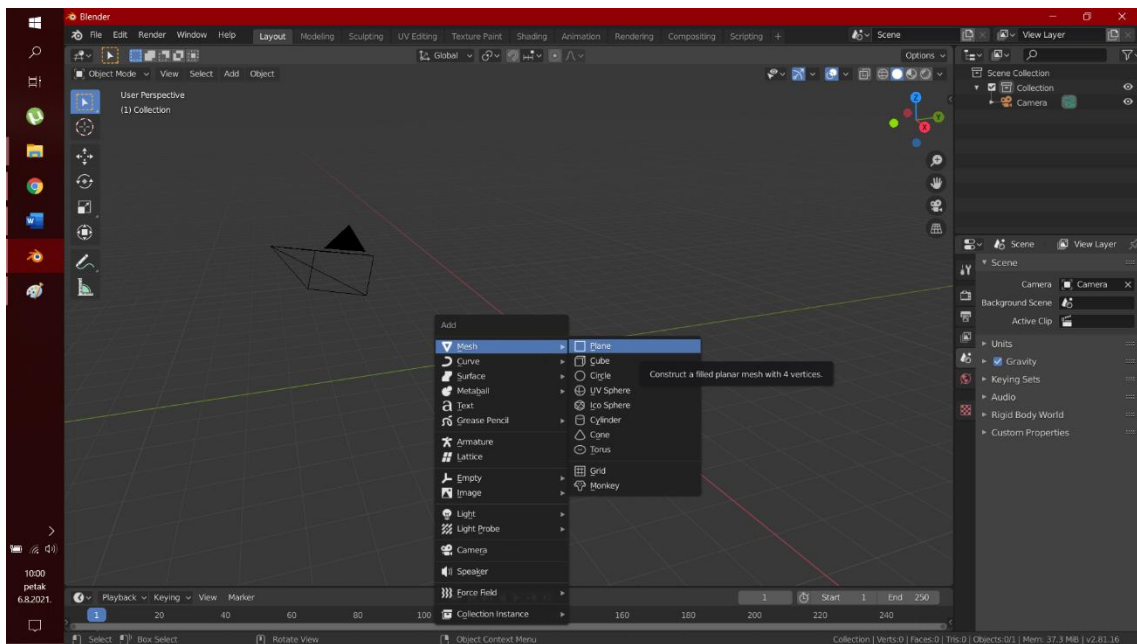 Blender
File Edit Render Window Help Layout Modeling Sculpting UV Editing Texture Paint Shading Animation Rendering Compositing Scripting + Scene View Layer
Global Options
Object Mode View Select Add Object
User Perspective
(1) Collection
Z
Y
X
Scene Collection
Collection
Camera
Scene View Layer
Scene
Camera Camera
Background Scene
Active Clip
Units
Gravity
Keying Sets
Audio
Rigid Body World
Custom Properties
Add
Mesh
Curve
Surface
Metaball
Text
Grease Pencil
Armature
Lattice
Empty
Image
Light
Light Probe
Camera
Speaker
Force Field
Collection Instance
Plane
Cube
Circle
UV Sphere
Ico Sphere
Cylinder
Cone
Torus
Grid
Monkey
Construct a filled planar mesh with 4 vertices.
Playback Keying View Marker 1 Start 1 End 250
1 20 40 60 80 100 160 180 200 220 240
Select Box Select Rotate View Object Context Menu Collection | Verts:0 | Faces:0 | Tris:0 | Objects:0/1 | Mem: 37.3 MiB | v2.81.16
10:00
petak
6.8.2021.